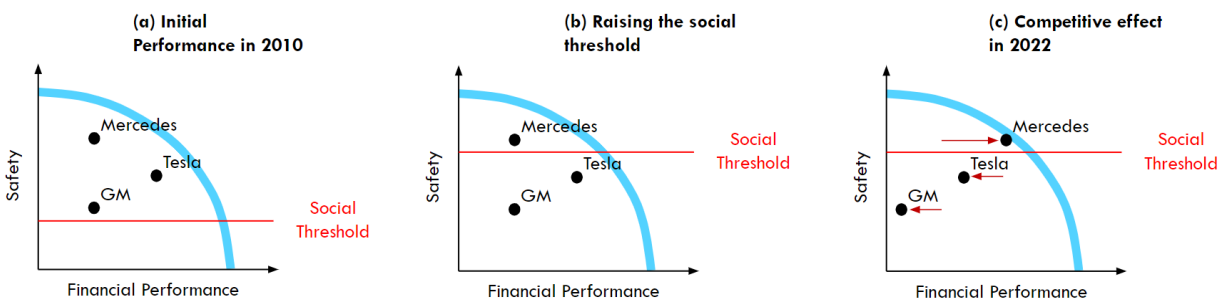 (a) Initial
Performance in 2010
Safety
Mercedes
Tesla
GM
Social
Threshold
Financial Performance
(b) Raising the social
threshold
Safety
Mercedes
Social
Threshold
Tesla
GM
Financial Performance
(c) Competitive effect
in 2022
Safety
Mercedes
Social
Threshold
Tesla
GM
Financial Performance